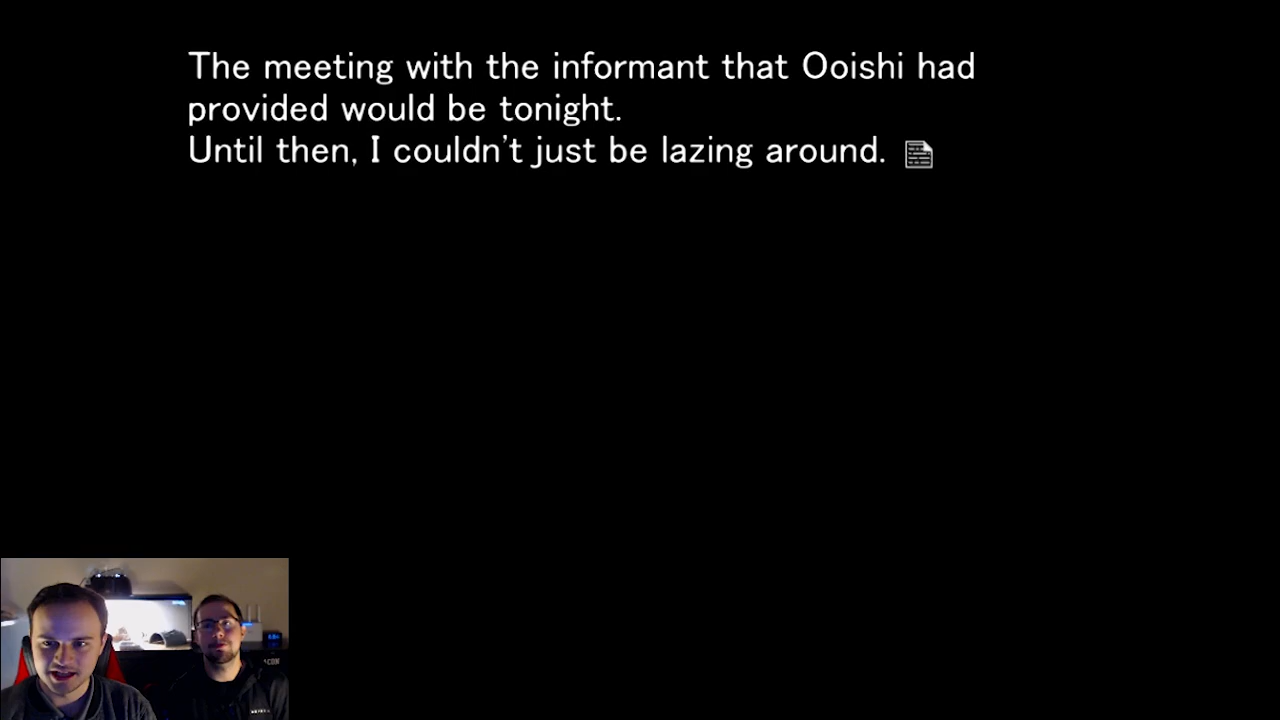 The meeting with the informant that Ooishi had
provided would be tonight.
Until then, I couldn't just be lazing around.